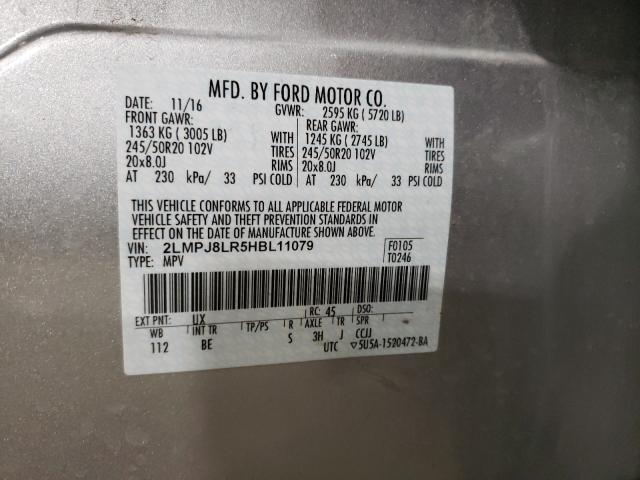 MFD. BY FORD MOTOR CO.
DATE: 11/16 GVWR: 2595 KG ( 5720 LB)
FRONT GAWR: REAR GAWR:
1363 KG ( 3005 LB) WITH 1245 KG ( 2745 LB) WITH
245/50R20 102V TIRES 245/50R20 102V TIRES
20x8.0J RIMS 20x8.0J RIMS
AT 230 kPa/ 33 PSI COLD AT 230 kPa/ 33 PSI COLD
THIS VEHICLE CONFORMS TO ALL APPLICABLE FEDERAL MOTOR
VEHICLE SAFETY AND THEFT PREVENTION STANDARDS IN
EFFECT ON THE DATE OF MANUFACTURE SHOWN ABOVE.
VIN: 2LMPJ8LR5HBL11079 F0105
TYPE: MPV T0246
EXT PNT: UX RC: 45 DSO:
WB INT TR TP/PS R AXLE TR SPR
112 BE S 3H J CCJJ
UTC ▽5U5A-1520472-BA